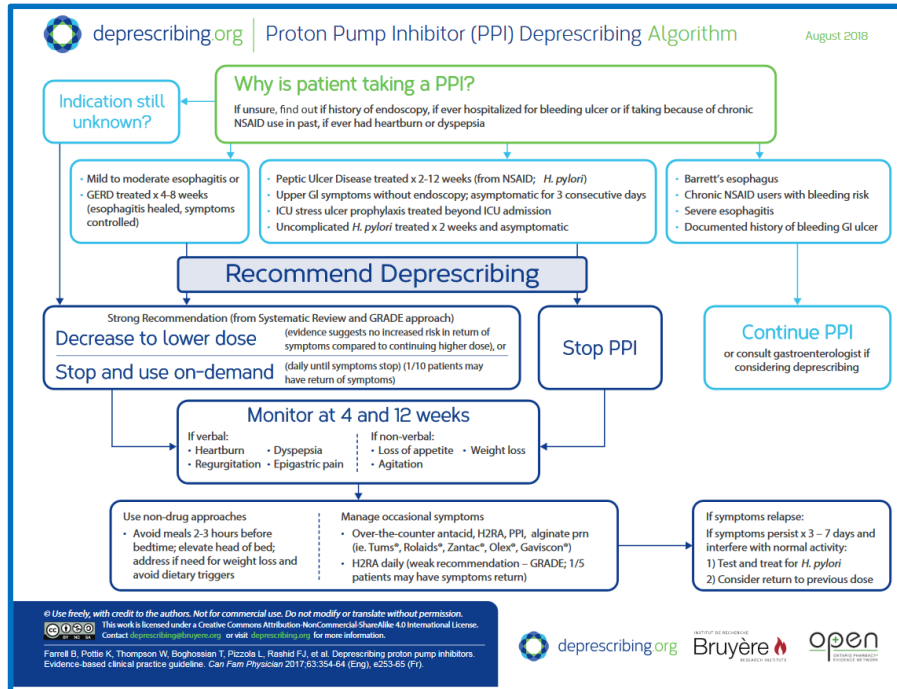 deprescribing.org | Proton Pump Inhibitor (PPI) Deprescribing Algorithm
August 2018
Why is patient taking a PPI?
If unsure, find out if history of endoscopy, if ever hospitalized for bleeding ulcer or if taking because of chronic
NSAID use in past, if ever had heartburn or dyspepsia
Indication still
unknown?
• Mild to moderate esophagitis or
• GERD treated x 4-8 weeks
(esophagitis healed, symptoms
controlled)
• Peptic Ulcer Disease treated x 2-12 weeks (from NSAID; H. pylori)
• Upper GI symptoms without endoscopy; asymptomatic for 3 consecutive days
• ICU stress ulcer prophylaxis treated beyond ICU admission
• Uncomplicated H. pylori treated x 2 weeks and asymptomatic
• Barrett's esophagus
• Chronic NSAID users with bleeding risk
• Severe esophagitis
• Documented history of bleeding GI ulcer
Recommend Deprescribing
Strong Recommendation (from Systematic Review and GRADE approach)
Decrease to lower dose
(evidence suggests no increased risk in return of
symptoms compared to continuing higher dose), or
Stop and use on-demand
(daily until symptoms stop) (1/10 patients may
have return of symptoms)
Stop PPI
Continue PPI
or consult gastroenterologist if
considering deprescribing
Monitor at 4 and 12 weeks
If verbal:
• Heartburn • Dyspepsia
• Regurgitation • Epigastric pain
If non-verbal:
• Loss of appetite • Weight loss
• Agitation
Use non-drug approaches
• Avoid meals 2-3 hours before
bedtime; elevate head of bed;
address if need for weight loss and
avoid dietary triggers
Manage occasional symptoms
• Over-the-counter antacid, H2RA, PPI, alginate prn
(ie. Tums®, Rolaids®, Zantac®, Olex®, Gaviscon®)
• H2RA daily (weak recommendation – GRADE; 1/5
patients may have symptoms return)
If symptoms relapse:
If symptoms persist x 3 – 7 days and
interfere with normal activity:
1) Test and treat for H. pylori
2) Consider return to previous dose
© Use freely, with credit to the authors. Not for commercial use. Do not modify or translate without permission.
This work is licensed under a Creative Commons Attribution-NonCommercial-ShareAlike 4.0 International License.
Contact deprescribing@bruyere.org or visit deprescribing.org for more information.
Farrell B, Pottie K, Thompson W, Boghossian T, Pizzola L, Rashid FJ, et al. Deprescribing proton pump inhibitors.
Evidence-based clinical practice guideline. Can Fam Physician 2017;63:354-64 (Eng), e253-65 (Fr).
cc BY NC SA
deprescribing.org
INSTITUT DE RECHERCHE
Bruyère
RESEARCH INSTITUTE
open
ONTARIO PHARMACY
EVIDENCE NETWORK